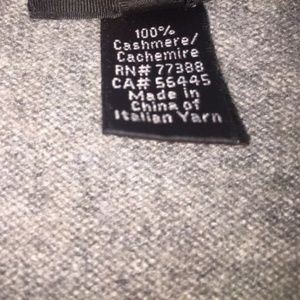 100%
Cashmere/
Cachemire
RN# 77388
CA# 56445
Made in
China of
Italian Yarn